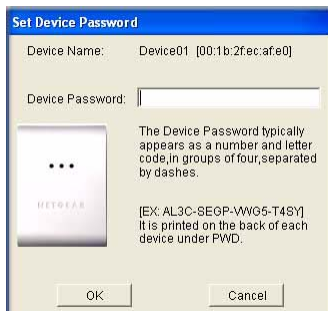 Set Device Password
Device Name: Device01 [00:1b:2f:ec:af:e0]
Device Password:
The Device Password typically
appears as a number and letter
code,in groups of four,separated
by dashes.
NETGEAR
[EX: AL3C-SEGP-VWG5-T4SY]
It is printed on the back of each
device under PWD.
OK Cancel